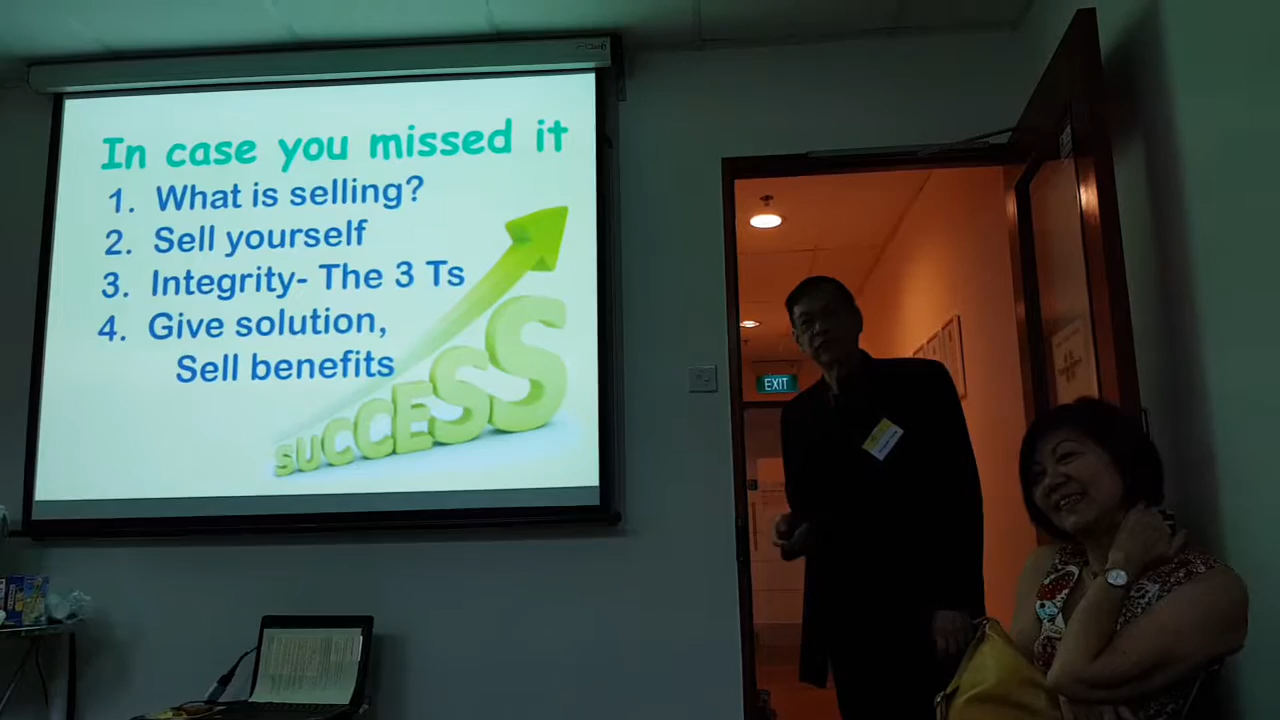 In case you missed it
1. What is selling?
2. Sell yourself
3. Integrity- The 3 Ts
4. Give solution,
Sell benefits
SUCCESS
EXIT